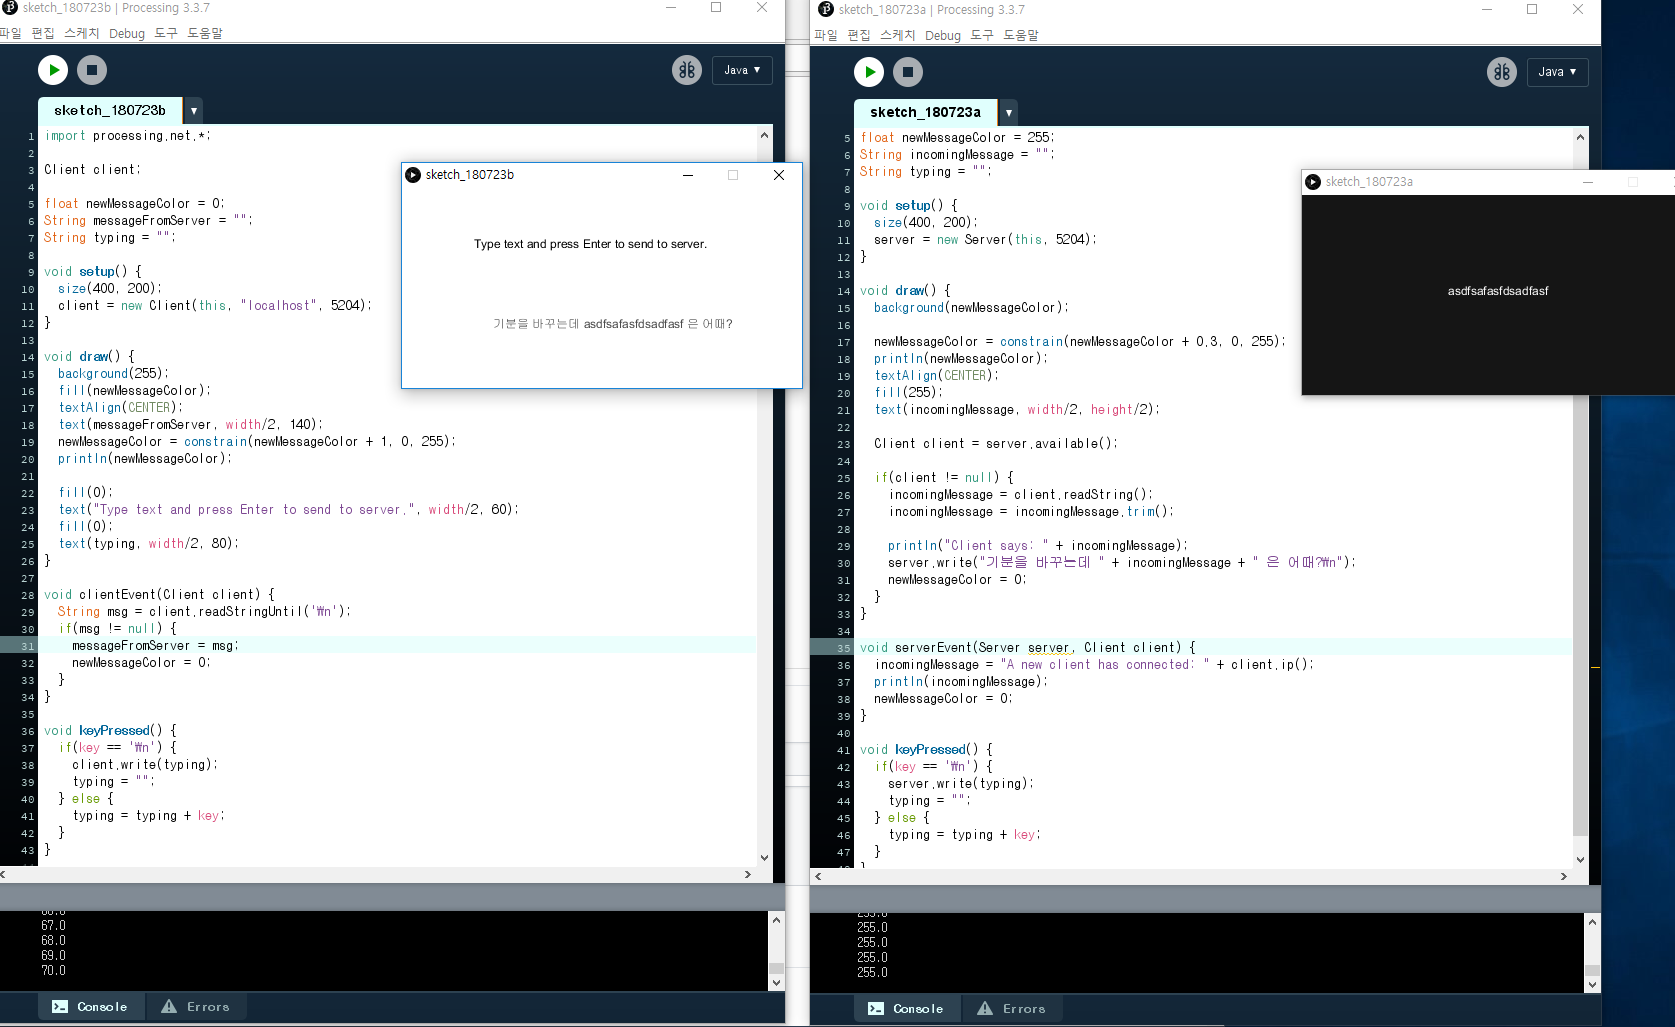 sketch_180723b | Processing 3.3.7
파일 편집 스케치 Debug 도구 도움말
Java ▼
sketch_180723b ▼
1 import processing.net.*;
2
3 Client client;
4
5 float newMessageColor = 0;
6 String messageFromServer = "";
7 String typing = "";
8
9 void setup() {
10 size(400, 200);
11 client = new Client(this, "localhost", 5204);
12 }
13
14 void draw() {
15 background(255);
16 fill(newMessageColor);
17 textAlign(CENTER);
18 text(messageFromServer, width/2, 140);
19 newMessageColor = constrain(newMessageColor + 1, 0, 255);
20 println(newMessageColor);
21
22 fill(0);
23 text("Type text and press Enter to send to server.", width/2, 60);
24 fill(0);
25 text(typing, width/2, 80);
26 }
27
28 void clientEvent(Client client) {
29 String msg = client.readStringUntil('₩n');
30 if(msg != null) {
31 messageFromServer = msg;
32 newMessageColor = 0;
33 }
34 }
35
36 void keyPressed() {
37 if(key == '₩n') {
38 client.write(typing);
39 typing = "";
40 } else {
41 typing = typing + key;
42 }
43 }
67.0
68.0
69.0
70.0
Console Errors
sketch_180723b
Type text and press Enter to send to server.
기분을 바꾸는데 asdfsafasfdsadfasf 은 어때?
sketch_180723a | Processing 3.3.7
파일 편집 스케치 Debug 도구 도움말
Java ▼
sketch_180723a ▼
5 float newMessageColor = 255;
6 String incomingMessage = "";
7 String typing = "";
8
9 void setup() {
10 size(400, 200);
11 server = new Server(this, 5204);
12 }
13
14 void draw() {
15 background(newMessageColor);
16
17 newMessageColor = constrain(newMessageColor + 0.3, 0, 255);
18 println(newMessageColor);
19 textAlign(CENTER);
20 fill(255);
21 text(incomingMessage, width/2, height/2);
22
23 Client client = server.available();
24
25 if(client != null) {
26 incomingMessage = client.readString();
27 incomingMessage = incomingMessage.trim();
28
29 println("Client says: " + incomingMessage);
30 server.write("기분을 바꾸는데 " + incomingMessage + " 은 어때?₩n");
31 newMessageColor = 0;
32 }
33 }
34
35 void serverEvent(Server server, Client client) {
36 incomingMessage = "A new client has connected: " + client.ip();
37 println(incomingMessage);
38 newMessageColor = 0;
39 }
40
41 void keyPressed() {
42 if(key == '₩n') {
43 server.write(typing);
44 typing = "";
45 } else {
46 typing = typing + key;
47 }
255.0
255.0
255.0
255.0
Console Errors
sketch_180723a
asdfsafasfdsadfasf